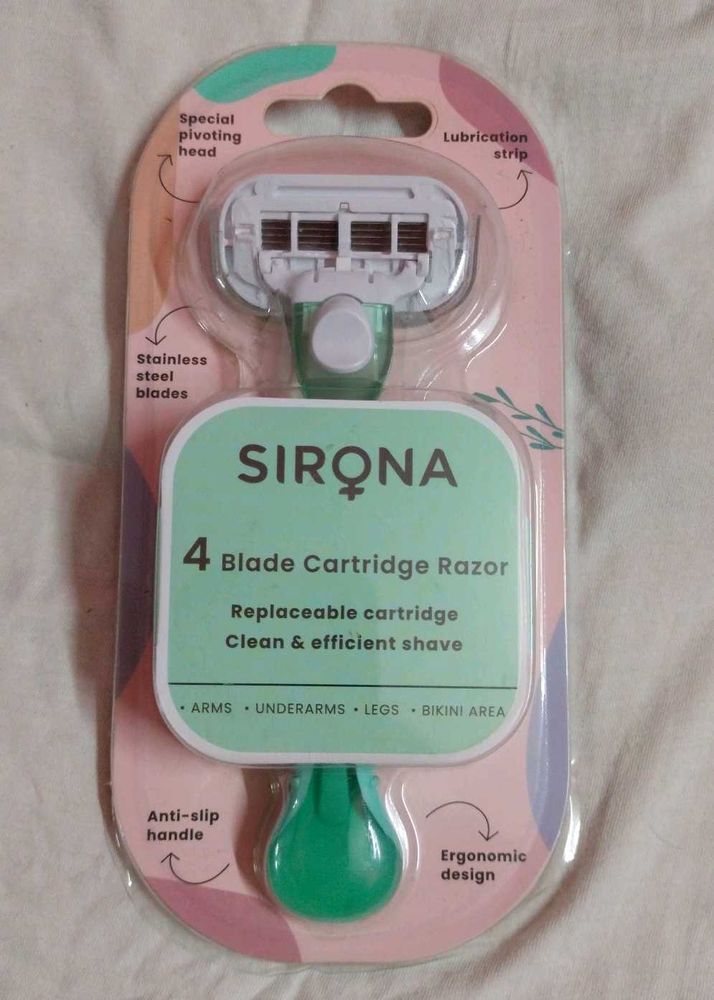 Special
pivoting
head
Lubrication
strip
Stainless
steel
blades
SIRONA
4 Blade Cartridge Razor
Replaceable cartridge
Clean & efficient shave
• ARMS • UNDERARMS • LEGS • BIKINI AREA
Anti-slip
handle
Ergonomic
design